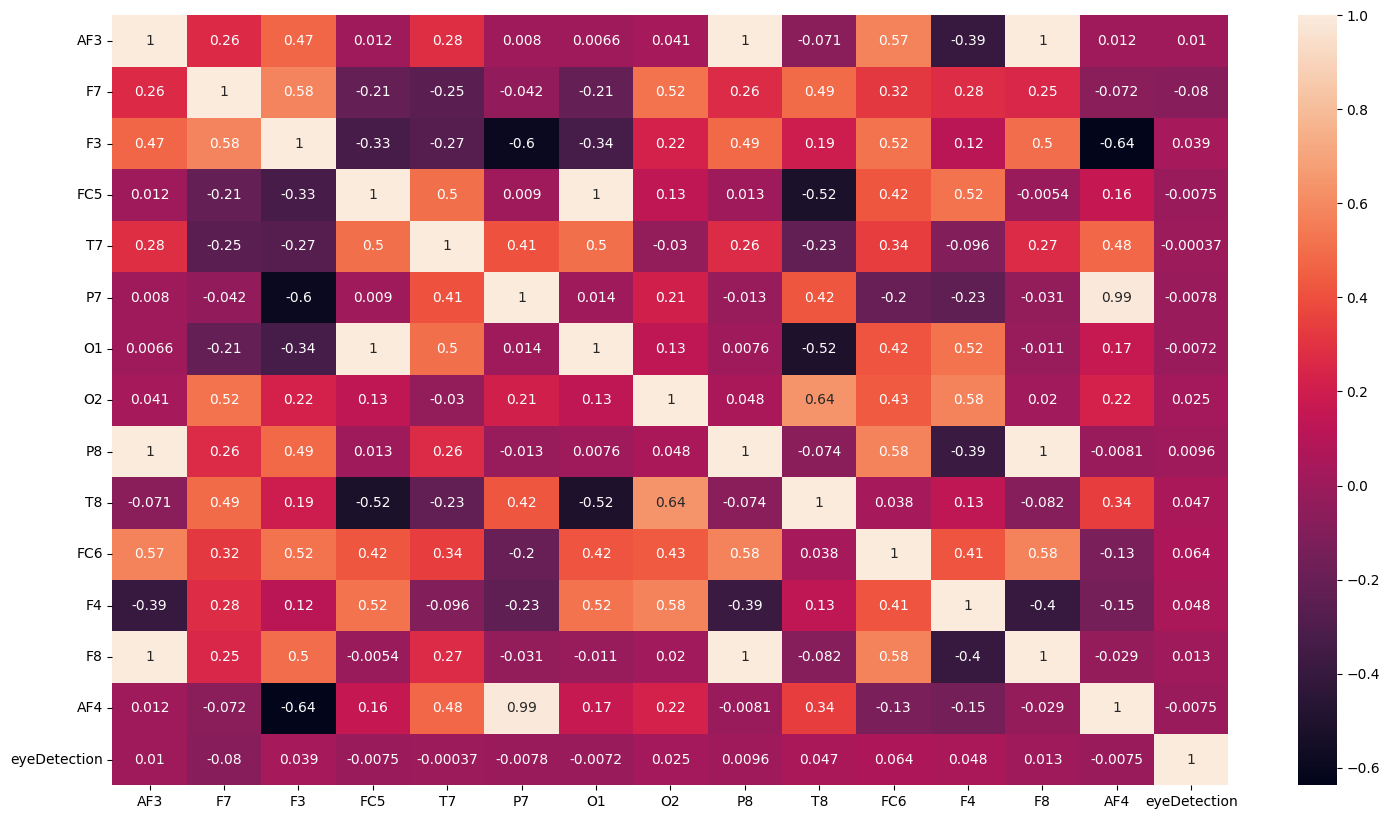 AF3 1 0.26 0.47 0.012 0.28 0.008 0.0066 0.041 1 -0.071 0.57 -0.39 1 0.012 0.01
F7 0.26 1 0.58 -0.21 -0.25 -0.042 -0.21 0.52 0.26 0.49 0.32 0.28 0.25 -0.072 -0.08
F3 0.47 0.58 1 -0.33 -0.27 -0.6 -0.34 0.22 0.49 0.19 0.52 0.12 0.5 -0.64 0.039
FC5 0.012 -0.21 -0.33 1 0.5 0.009 1 0.13 0.013 -0.52 0.42 0.52 -0.0054 0.16 -0.0075
T7 0.28 -0.25 -0.27 0.5 1 0.41 0.5 -0.03 0.26 -0.23 0.34 -0.096 0.27 0.48 -0.00037
P7 0.008 -0.042 -0.6 0.009 0.41 1 0.014 0.21 -0.013 0.42 -0.2 -0.23 -0.031 0.99 -0.0078
O1 0.0066 -0.21 -0.34 1 0.5 0.014 1 0.13 0.0076 -0.52 0.42 0.52 -0.011 0.17 -0.0072
O2 0.041 0.52 0.22 0.13 -0.03 0.21 0.13 1 0.048 0.64 0.43 0.58 0.02 0.22 0.025
P8 1 0.26 0.49 0.013 0.26 -0.013 0.0076 0.048 1 -0.074 0.58 -0.39 1 -0.0081 0.0096
T8 -0.071 0.49 0.19 -0.52 -0.23 0.42 -0.52 0.64 -0.074 1 0.038 0.13 -0.082 0.34 0.047
FC6 0.57 0.32 0.52 0.42 0.34 -0.2 0.42 0.43 0.58 0.038 1 0.41 0.58 -0.13 0.064
F4 -0.39 0.28 0.12 0.52 -0.096 -0.23 0.52 0.58 -0.39 0.13 0.41 1 -0.4 -0.15 0.048
F8 1 0.25 0.5 -0.0054 0.27 -0.031 -0.011 0.02 1 -0.082 0.58 -0.4 1 -0.029 0.013
AF4 0.012 -0.072 -0.64 0.16 0.48 0.99 0.17 0.22 -0.0081 0.34 -0.13 -0.15 -0.029 1 -0.0075
eyeDetection 0.01 -0.08 0.039 -0.0075 -0.00037 -0.0078 -0.0072 0.025 0.0096 0.047 0.064 0.048 0.013 -0.0075 1
AF3 F7 F3 FC5 T7 P7 O1 O2 P8 T8 FC6 F4 F8 AF4 eyeDetection
1.0
0.8
0.6
0.4
0.2
0.0
−0.2
−0.4
−0.6